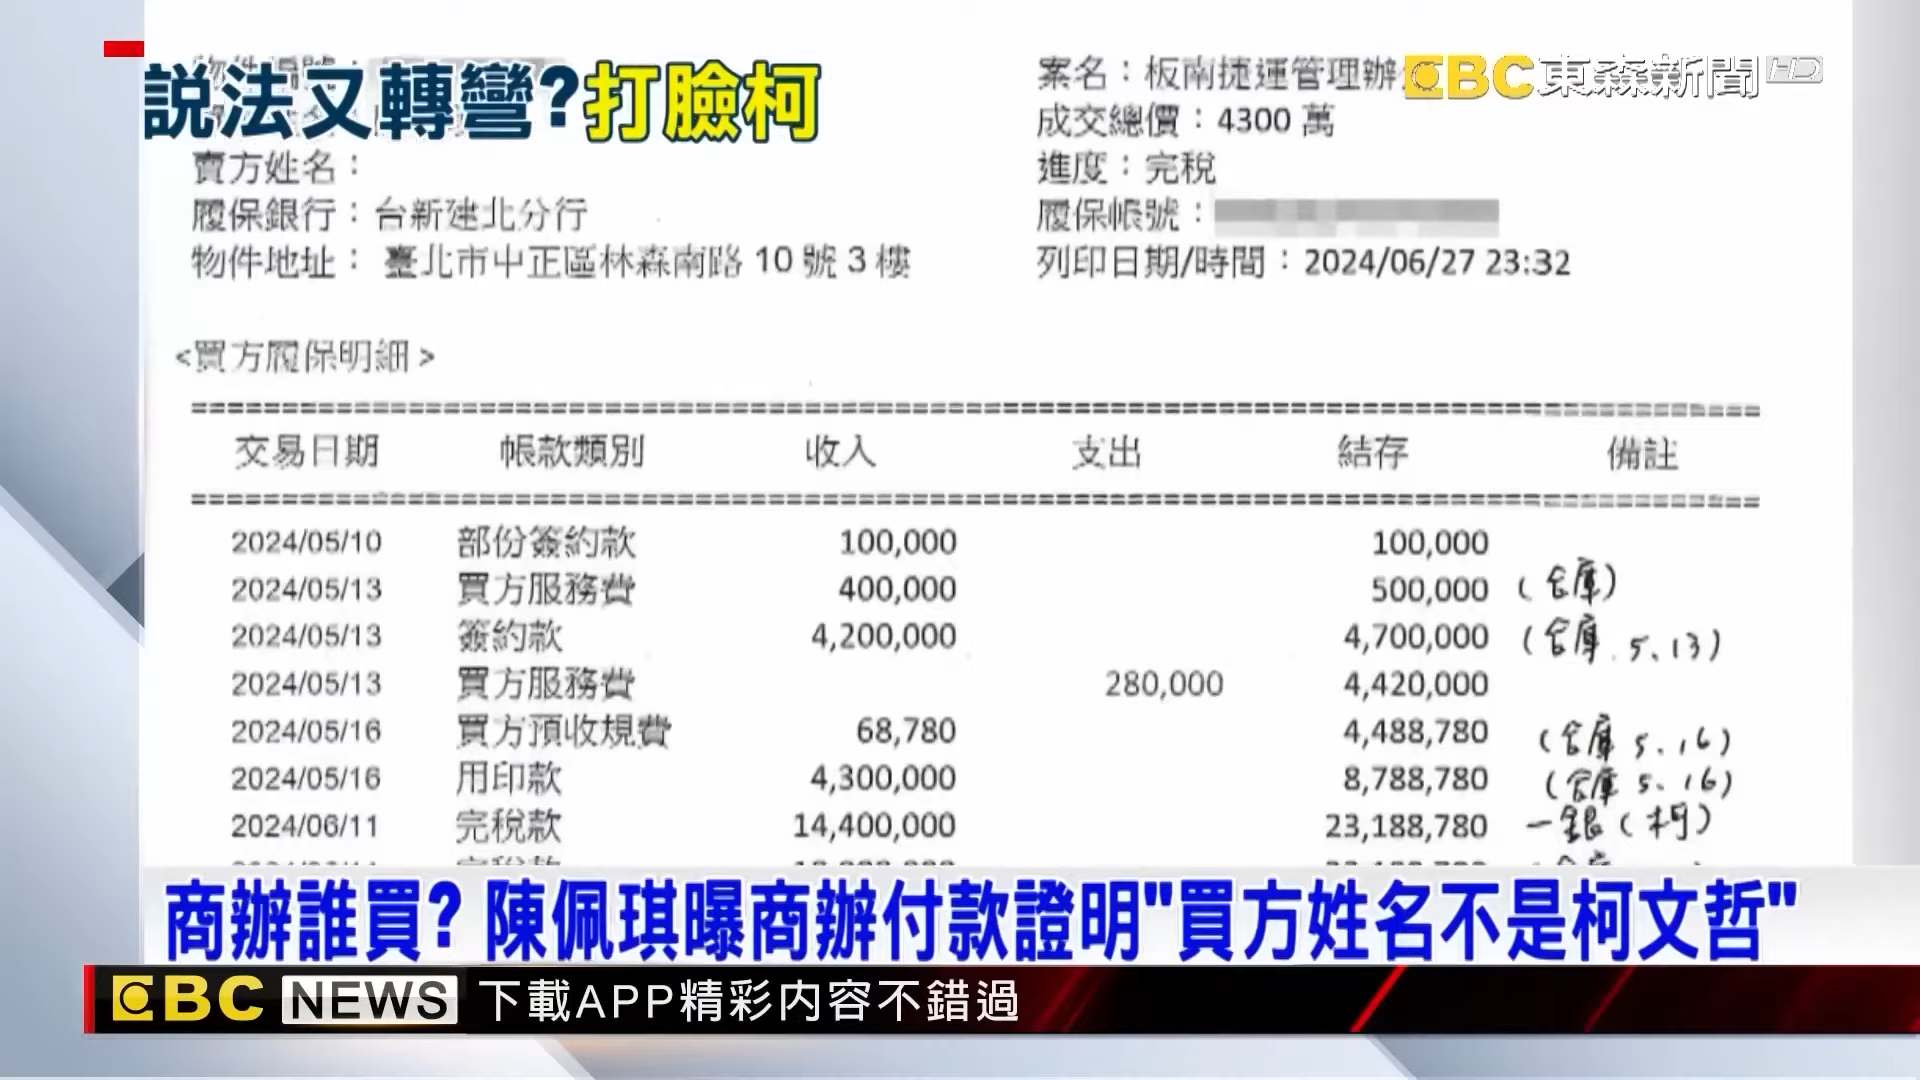 說法又轉彎?打臉柯
EBC東森新聞HD
案名：板南捷運管理辦
成交總價：4300 萬
賣方姓名：
進度：完稅
履保銀行：台新建北分行
履保帳號：
物件地址： 臺北市中正區林森南路 10 號 3 樓
列印日期/時間：2024/06/27 23:32
<買方履保明細>
交易日期 帳款類別 收入 支出 結存 備註
2024/05/10 部份簽約款 100,000 100,000
2024/05/13 買方服務費 400,000 500,000 (合庫)
2024/05/13 簽約款 4,200,000 4,700,000 (合庫 5.13)
2024/05/13 買方服務費 280,000 4,420,000
2024/05/16 買方預收規費 68,780 4,488,780 (合庫 5.16)
2024/05/16 用印款 4,300,000 8,788,780 (合庫 5.16)
2024/06/11 完稅款 14,400,000 23,188,780 一銀(柯)
商辦誰買? 陳佩琪曝商辦付款證明"買方姓名不是柯文哲"
EBC NEWS 下載APP精彩內容不錯過